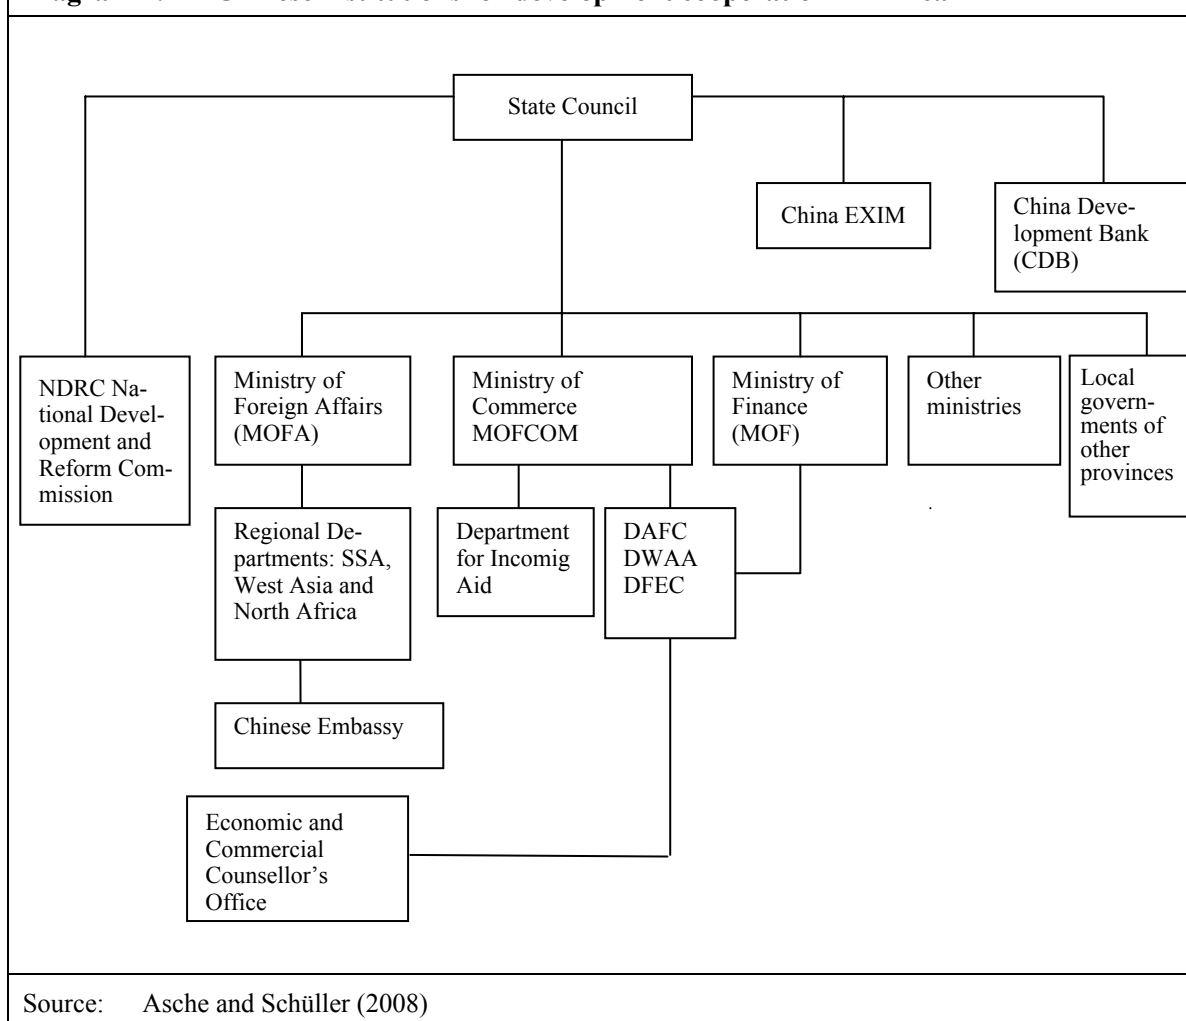 State Council
China EXIM
China Deve-
lopment Bank
(CDB)
NDRC Na-
tional Devel-
opment and
Reform Com-
mission
Ministry of
Foreign Affairs
(MOFA)
Ministry of
Commerce
MOFCOM
Ministry of
Finance
(MOF)
Other
ministries
Local
govern-
ments of
other
provinces
Regional De-
partments: SSA,
West Asia and
North Africa
Department
for Incomig
Aid
DAFC
DWAA
DFEC
Chinese Embassy
Economic and
Commercial
Counsellor’s
Office
Source: Asche and Schüller (2008)